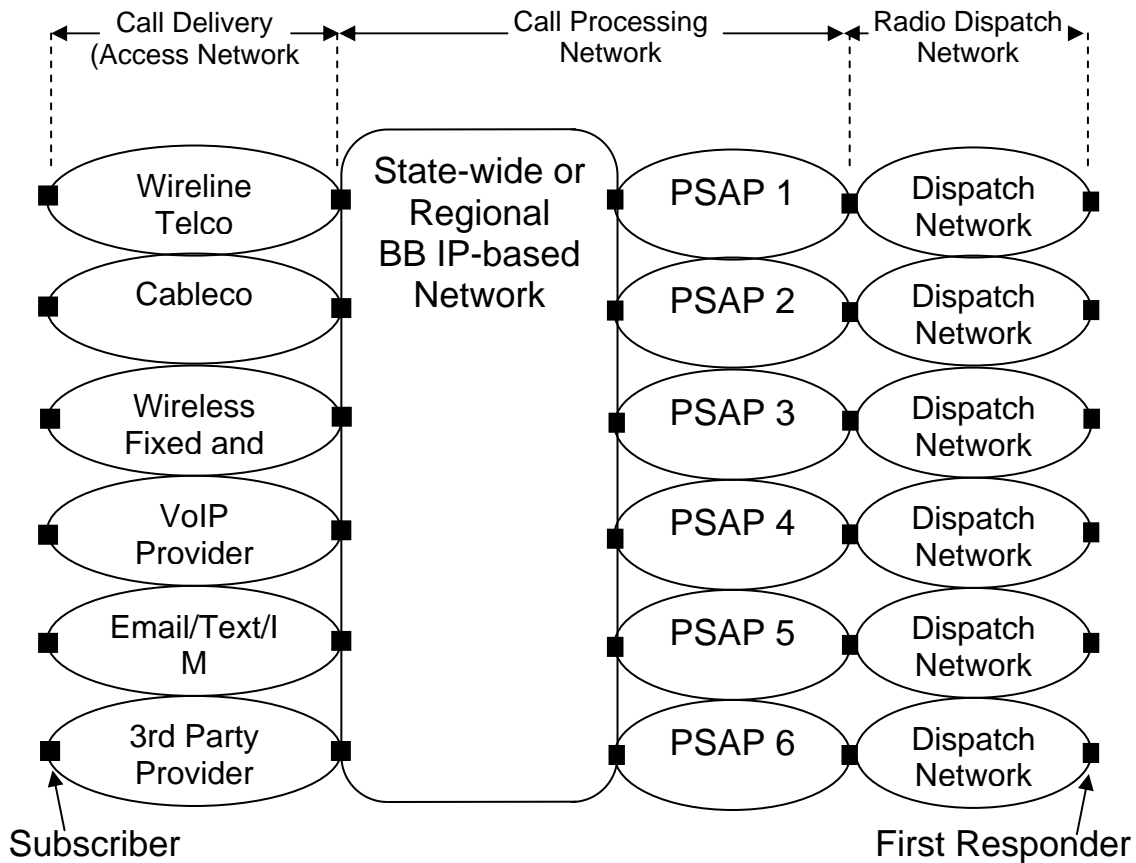 Call Delivery
(Access Network
Call Processing
Network
Radio Dispatch
Network
Wireline
Telco
State-wide or
Regional
BB IP-based
Network
PSAP 1
Dispatch
Network
Cableco
PSAP 2
Dispatch
Network
Wireless
Fixed and
PSAP 3
Dispatch
Network
VoIP
Provider
PSAP 4
Dispatch
Network
Email/Text/I
M
PSAP 5
Dispatch
Network
3rd Party
Provider
PSAP 6
Dispatch
Network
Subscriber
First Responder